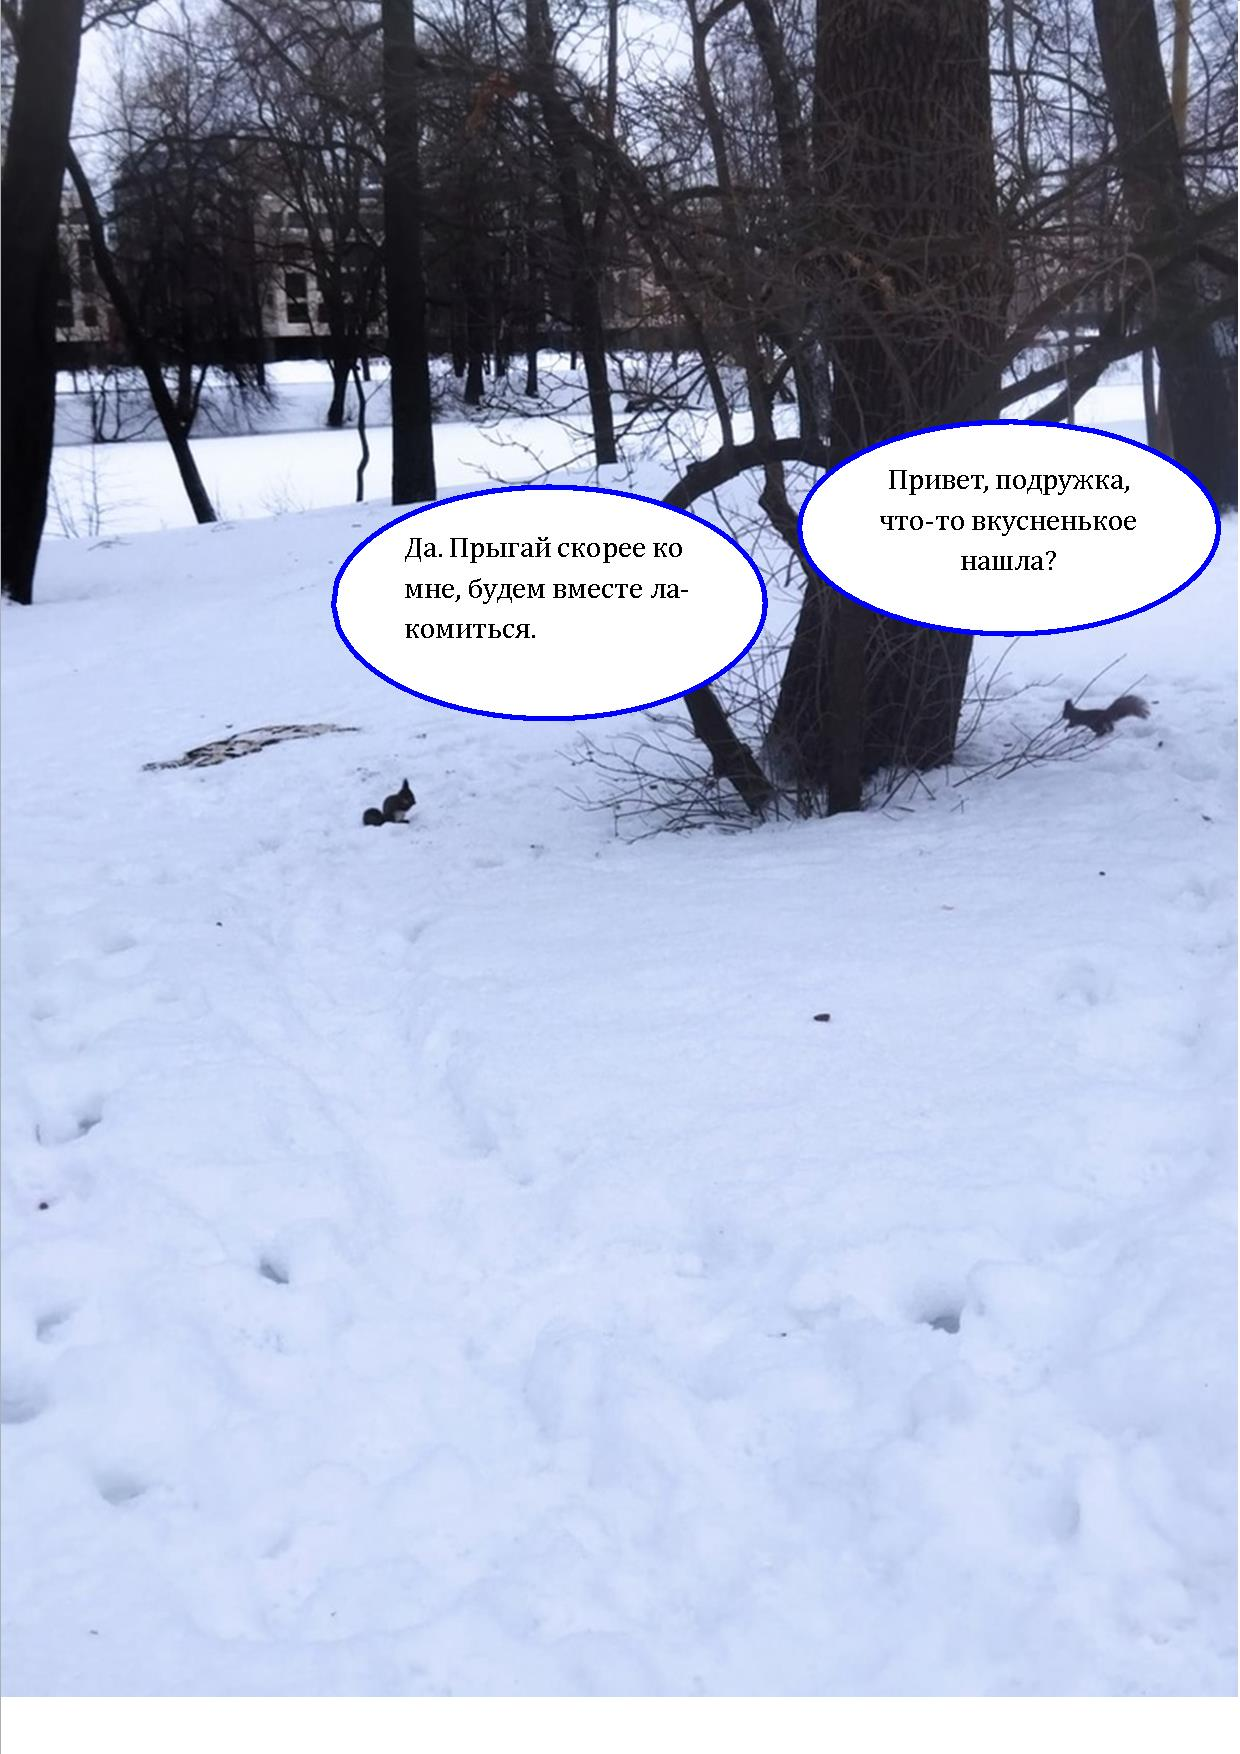 Привет, подружка,
что-то вкусненькое
нашла?
Да. Прыгай скорее ко
мне, будем вместе ла-
комиться.